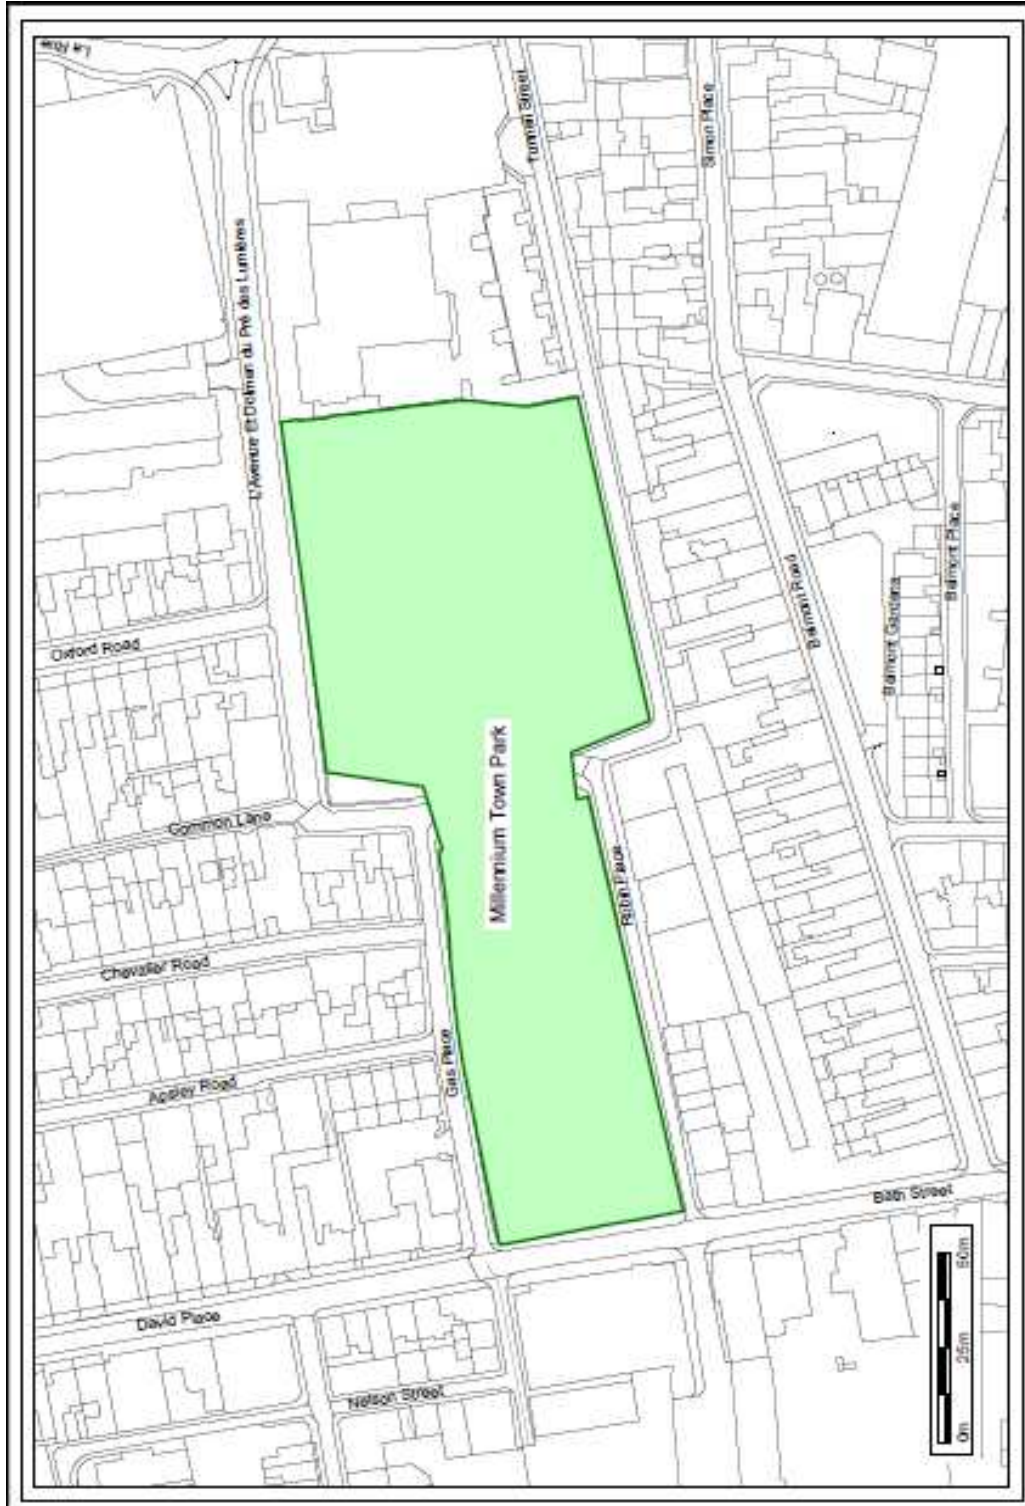 La Rue
Tunnell Street
Simon Place
L'Avenue Et Dolmen du Pré des Lumières
Oxford Road
Belmont Road
Belmont Place
Belmont Gardens
Millennium Town Park
Common Lane
Robin Place
Chevalier Road
Gas Place
Apsley Road
Bath Street
David Place
Nelson Street
0m
25m
50m